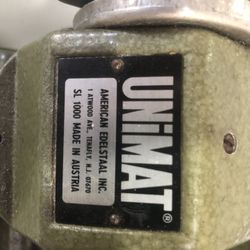 UNiMAT®
AMERICAN EDELSTAAL INC.
1 ATWOOD AVE., TENAFLY, N.J. 07670
SL 1000 MADE IN AUSTRIA